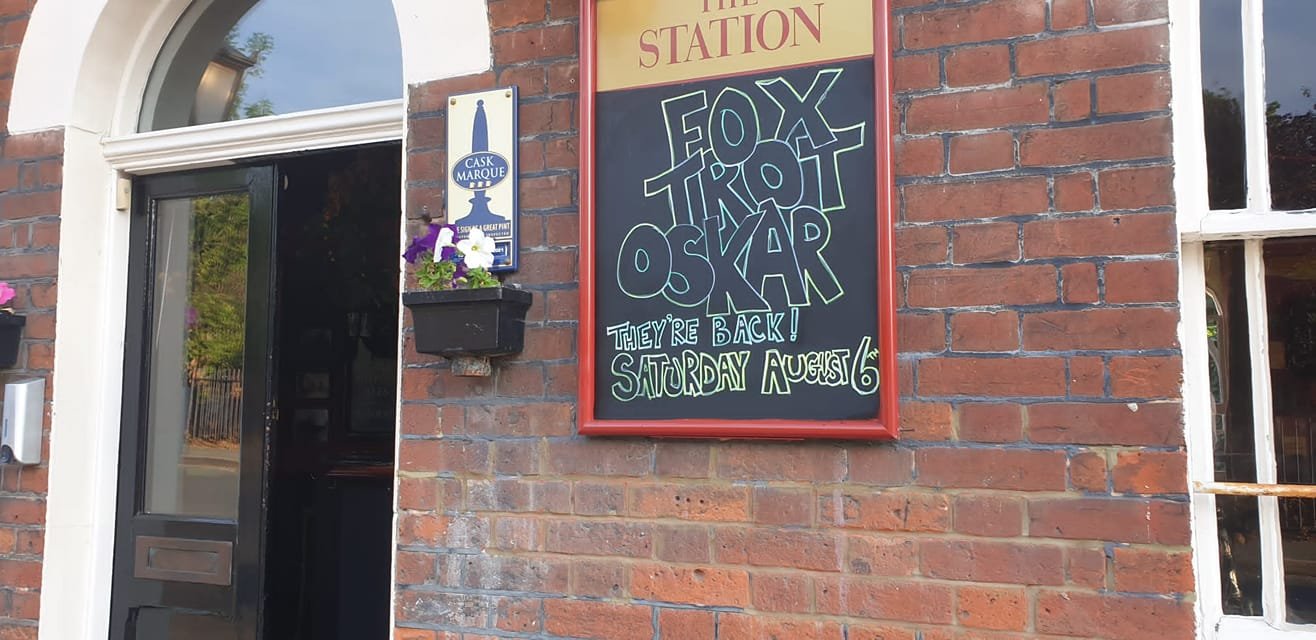 THE
STATION
FOX
TROT
OSKAR
THEY'RE BACK!
SATURDAY AUGUST 6TH
CASK
MARQUE